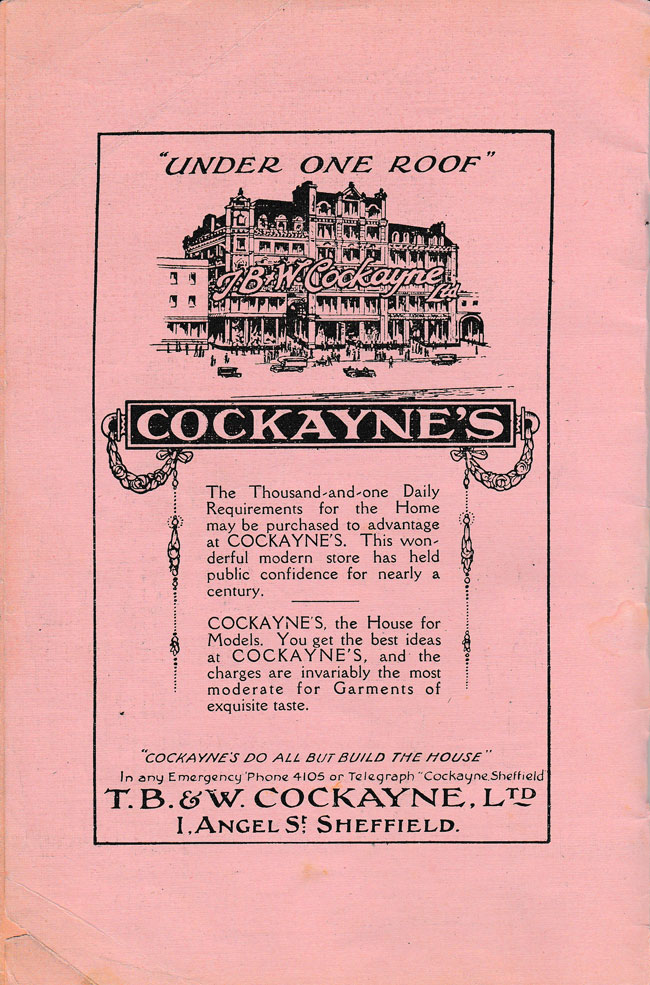 "UNDER ONE ROOF"
T.B.&W. Cockayne
Ltd.
COCKAYNE'S
The Thousand-and-one Daily
Requirements for the Home
may be purchased to advantage
at COCKAYNE'S. This won-
derful modern store has held
public confidence for nearly a
century.
COCKAYNE'S, the House for
Models. You get the best ideas
at COCKAYNE'S, and the
charges are invariably the most
moderate for Garments of
exquisite taste.
"COCKAYNE'S DO ALL BUT BUILD THE HOUSE"
In any Emergency 'Phone 4105 or Telegraph "Cockayne, Sheffield"
T. B. & W. COCKAYNE, LTD
1, ANGEL ST. SHEFFIELD.